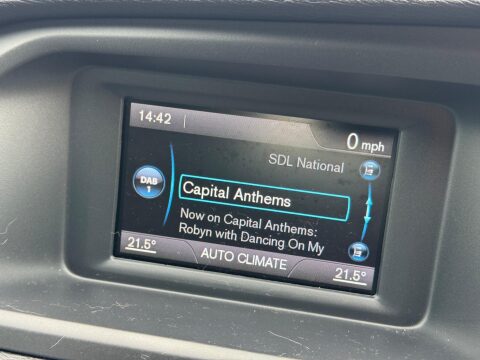 14:42
0 mph
SDL National
DAB
1
Capital Anthems
Now on Capital Anthems:
Robyn with Dancing On My
21.5°
AUTO CLIMATE
21.5°